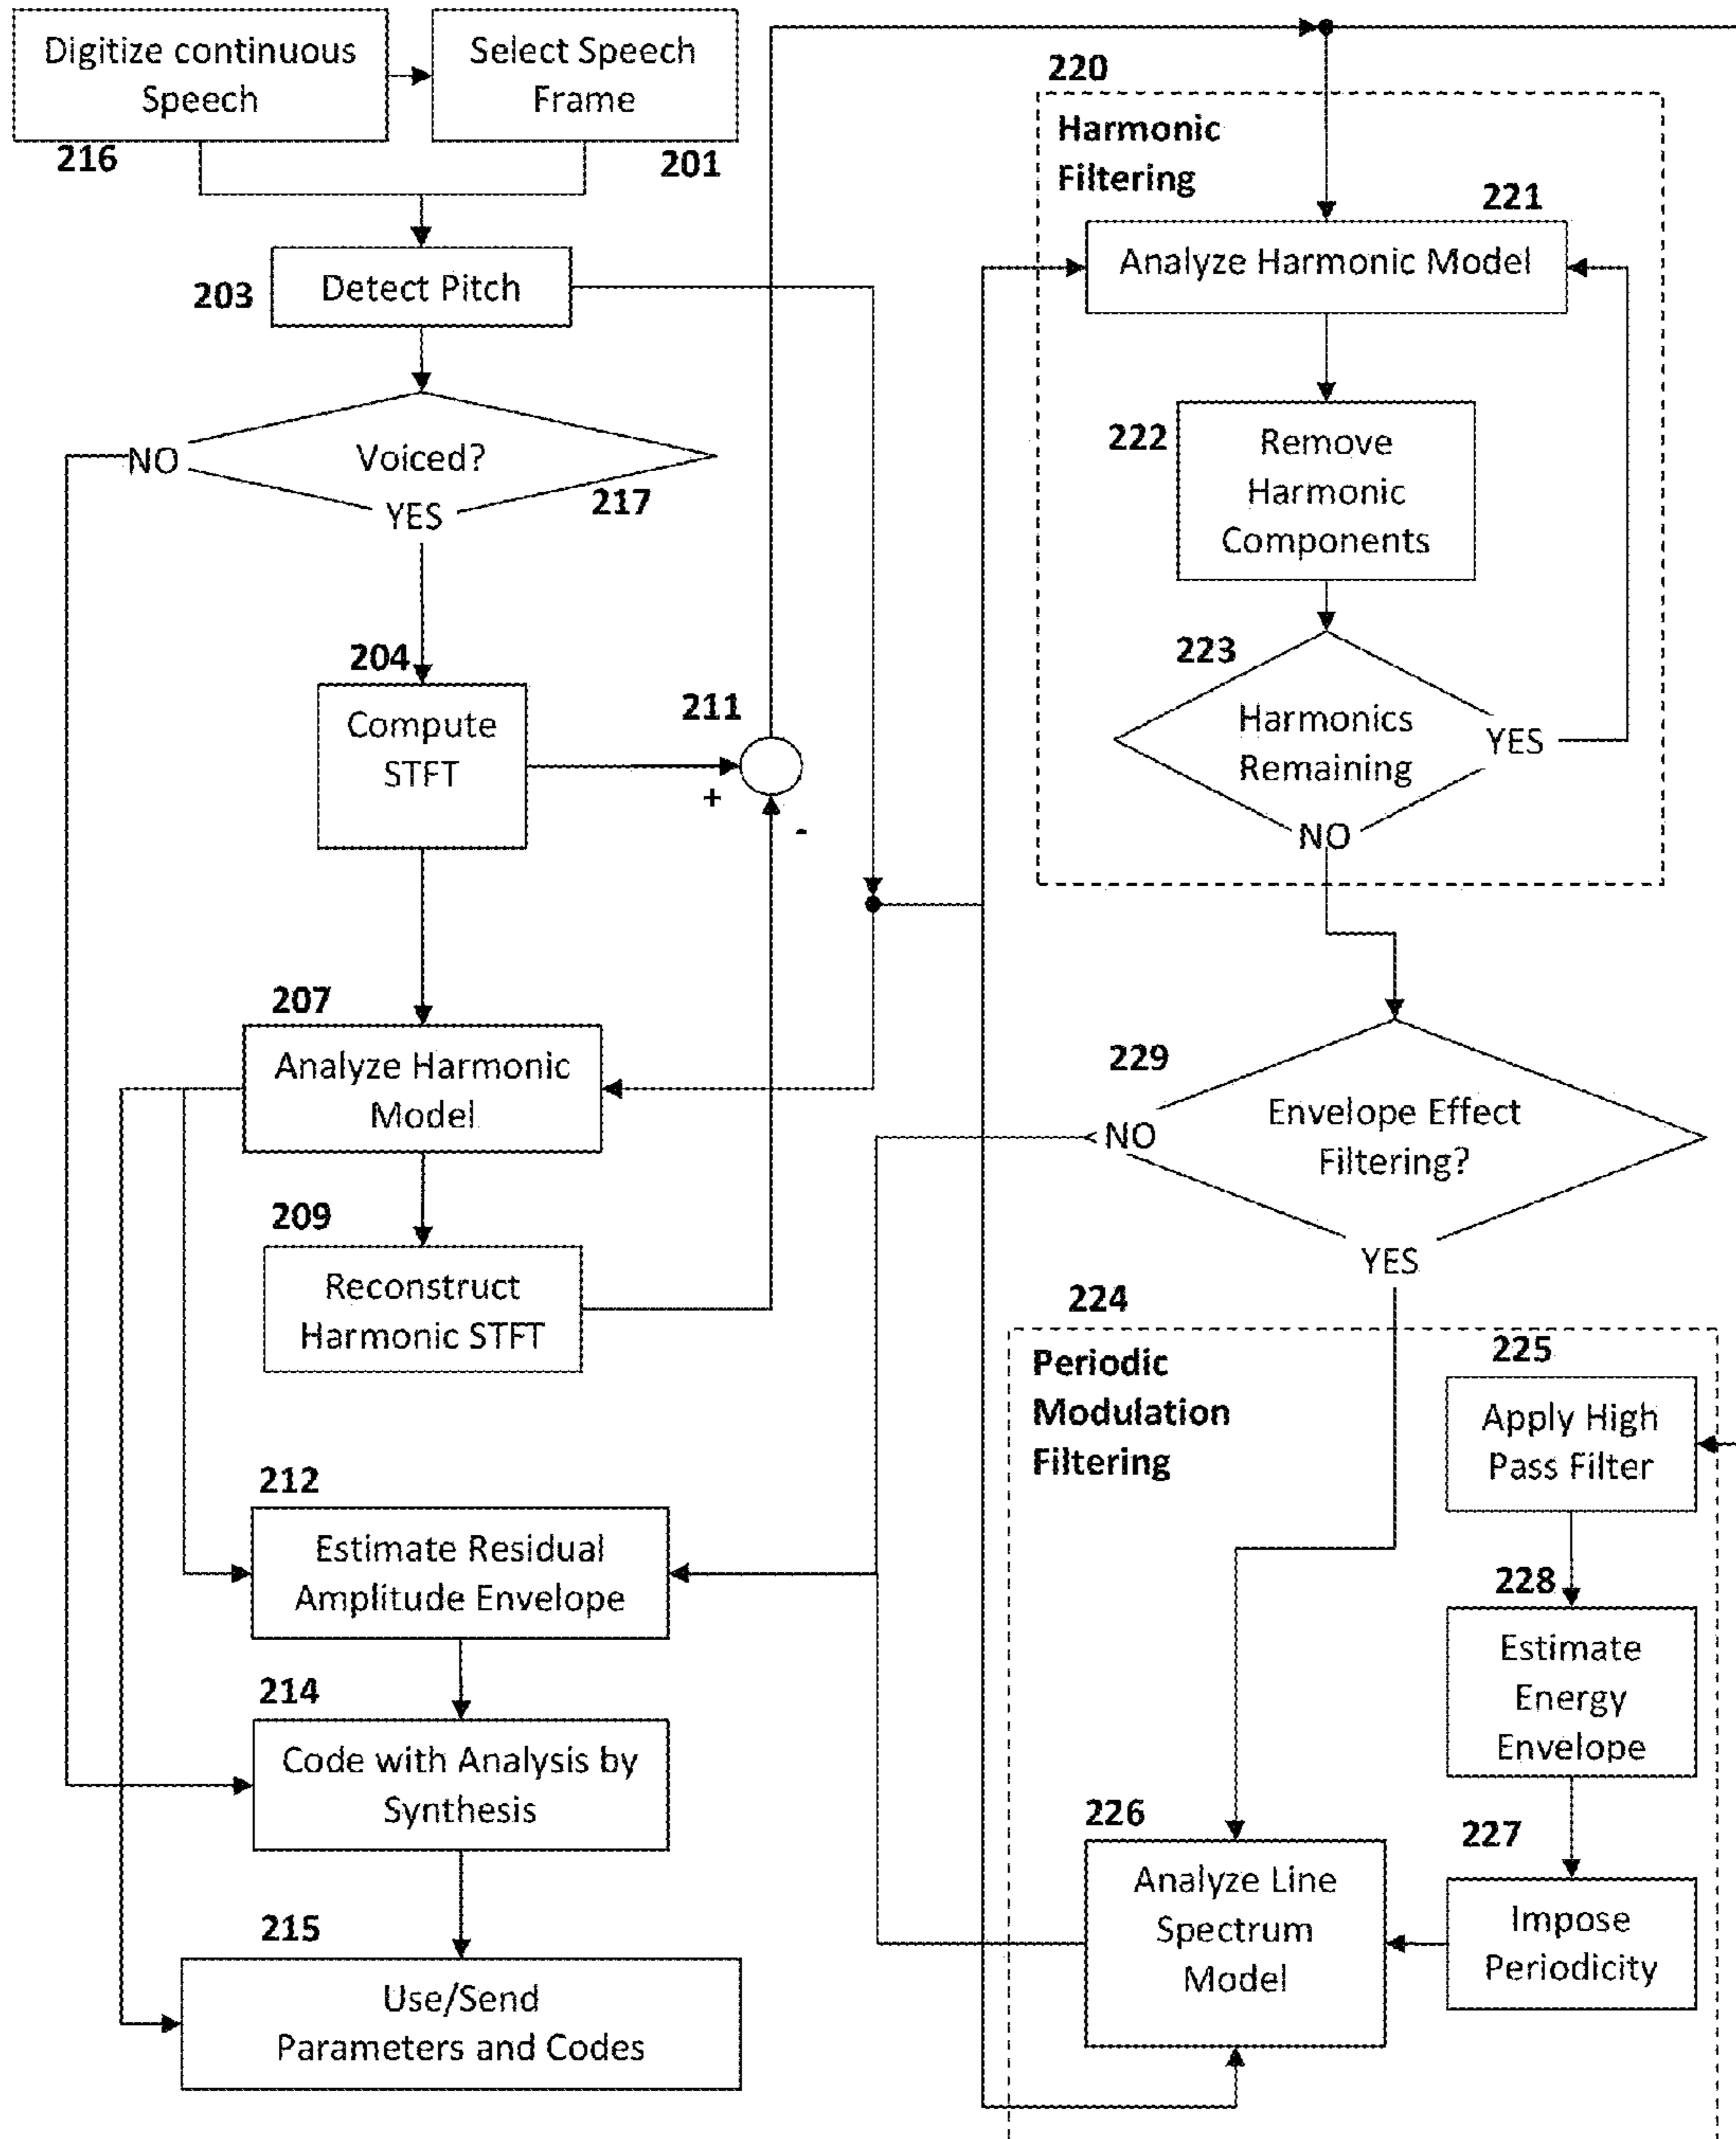 Digitize continuous
Speech
216
Select Speech
Frame
201
203
Detect Pitch
NO
Voiced?
YES
217
204
Compute
STFT
211
+
-
207
Analyze Harmonic
Model
209
Reconstruct
Harmonic STFT
212
Estimate Residual
Amplitude Envelope
214
Code with Analysis by
Synthesis
215
Use/Send
Parameters and Codes
220
Harmonic
Filtering
221
Analyze Harmonic Model
222
Remove
Harmonic
Components
223
Harmonics
Remaining
YES
NO
229
NO
Envelope Effect
Filtering?
YES
224
Periodic
Modulation
Filtering
225
Apply High
Pass Filter
228
Estimate
Energy
Envelope
227
Impose
Periodicity
226
Analyze Line
Spectrum
Model